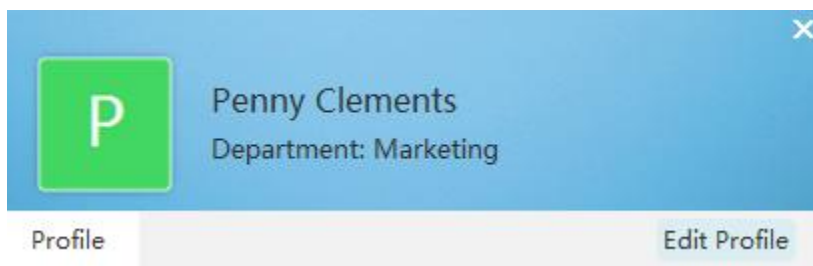 P
Penny Clements
Department: Marketing
Profile
Edit Profile